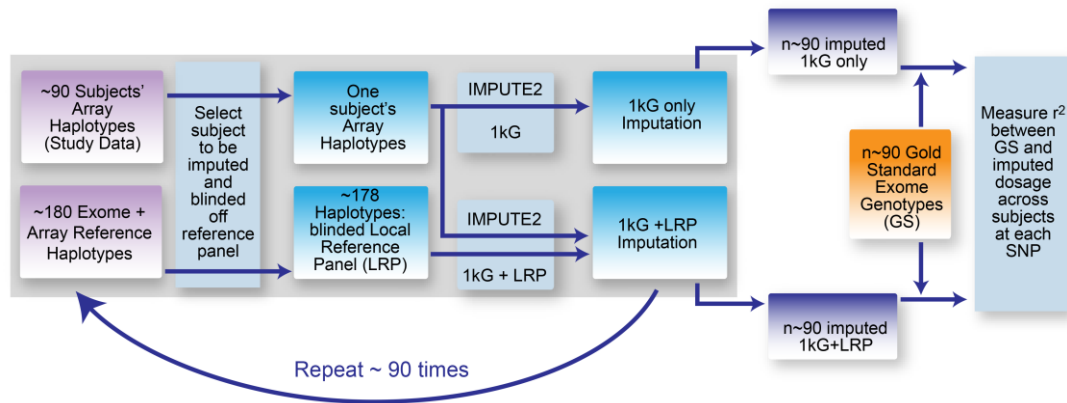 ~90 Subjects'
Array
Haplotypes
(Study Data)
~180 Exome +
Array Reference
Haplotypes
Select
subject
to be
imputed
and
blinded
off
reference
panel
One
subject's
Array
Haplotypes
~178
Haplotypes:
blinded Local
Reference
Panel (LRP)
IMPUTE2
1kG
IMPUTE2
1kG + LRP
1kG only
Imputation
1kG +LRP
Imputation
n~90 imputed
1kG only
n~90 imputed
1kG+LRP
n~90 Gold
Standard
Exome
Genotypes
(GS)
Measure r²
between
GS and
imputed
dosage
across
subjects
at each
SNP
Repeat ~ 90 times